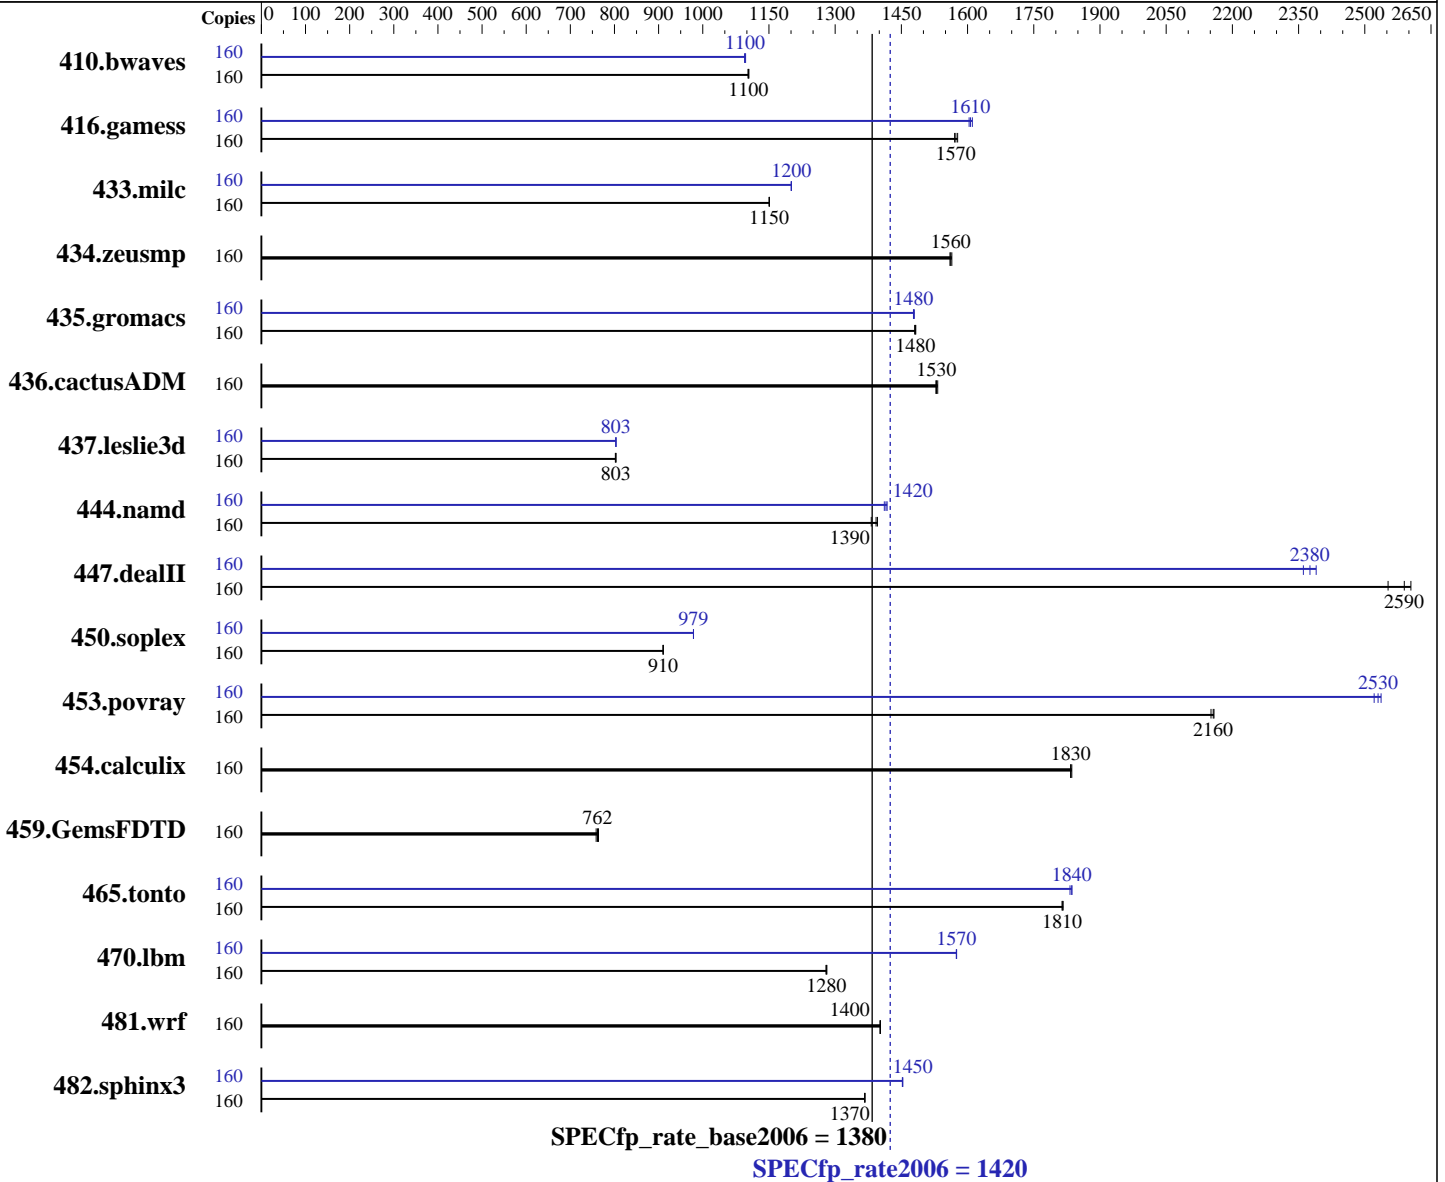 Copies 0 100 200 300 400 500 600 700 800 900 1000 1150 1300 1450 1600 1750 1900 2050 2200 2350 2500 2650
410.bwaves 160 1100
160 1100
416.gamess 160 1610
160 1570
433.milc 160 1200
160 1150
434.zeusmp 160 1560
435.gromacs 160 1480
160 1480
436.cactusADM 160 1530
437.leslie3d 160 803
160 803
444.namd 160 1420
160 1390
447.dealII 160 2380
160 2590
450.soplex 160 979
160 910
453.povray 160 2530
160 2160
454.calculix 160 1830
459.GemsFDTD 160 762
465.tonto 160 1840
160 1810
470.lbm 160 1570
160 1280
481.wrf 160 1400
482.sphinx3 160 1450
160 1370
SPECfp_rate_base2006 = 1380
SPECfp_rate2006 = 1420